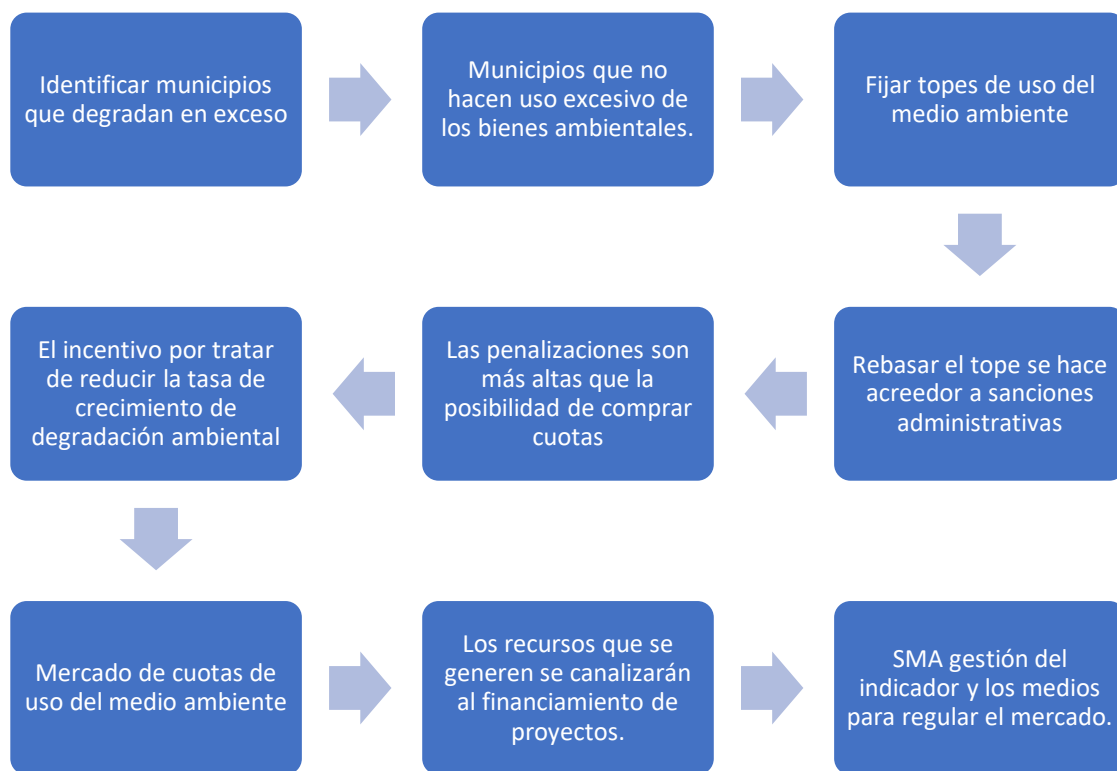 Identificar municipios
que degradan en exceso
Municipios que no
hacen uso excesivo de
los bienes ambientales.
Fijar topes de uso del
medio ambiente
Rebasar el tope se hace
acreedor a sanciones
administrativas
Las penalizaciones son
más altas que la
posibilidad de comprar
cuotas
El incentivo por tratar
de reducir la tasa de
crecimiento de
degradación ambiental
Mercado de cuotas de
uso del medio ambiente
Los recursos que se
generen se canalizarán
al financiamiento de
proyectos.
SMA gestión del
indicador y los medios
para regular el mercado.